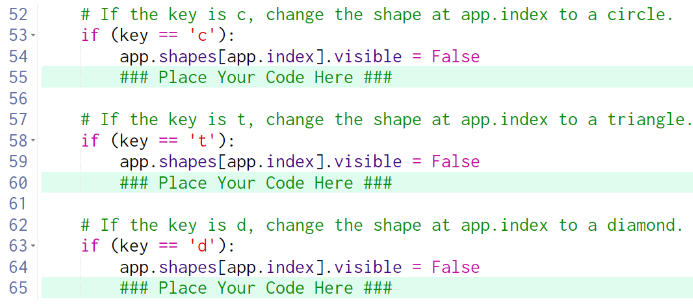 52 # If the key is c, change the shape at app.index to a circle.
53 if (key == 'c'):
54 app.shapes[app.index].visible = False
55 ### Place Your Code Here ###
56
57 # If the key is t, change the shape at app.index to a triangle.
58 if (key == 't'):
59 app.shapes[app.index].visible = False
60 ### Place Your Code Here ###
61
62 # If the key is d, change the shape at app.index to a diamond.
63 if (key == 'd'):
64 app.shapes[app.index].visible = False
65 ### Place Your Code Here ###